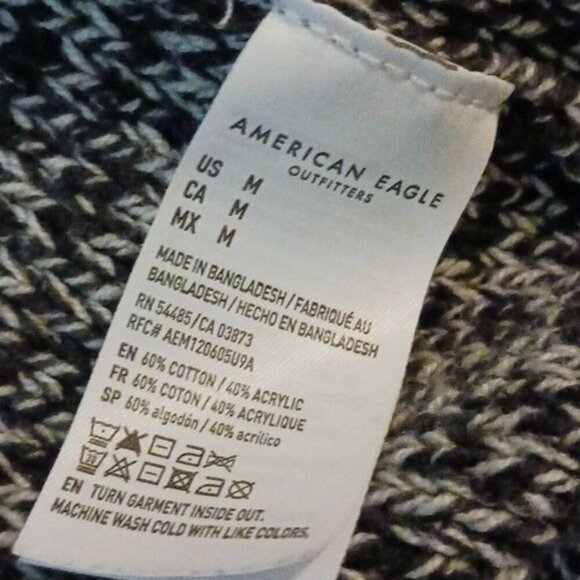 AMERICAN EAGLE
OUTFITTERS
US M
CA M
MX M
MADE IN BANGLADESH / FABRIQUÉ AU
BANGLADESH / HECHO EN BANGLADESH
RN 54485/CA 03873
RFC# AEM120605U9A
EN 60% COTTON / 40% ACRYLIC
FR 60% COTON / 40% ACRYLIQUE
SP 60% algodón / 40% acrílico
EN TURN GARMENT INSIDE OUT.
MACHINE WASH COLD WITH LIKE COLORS.